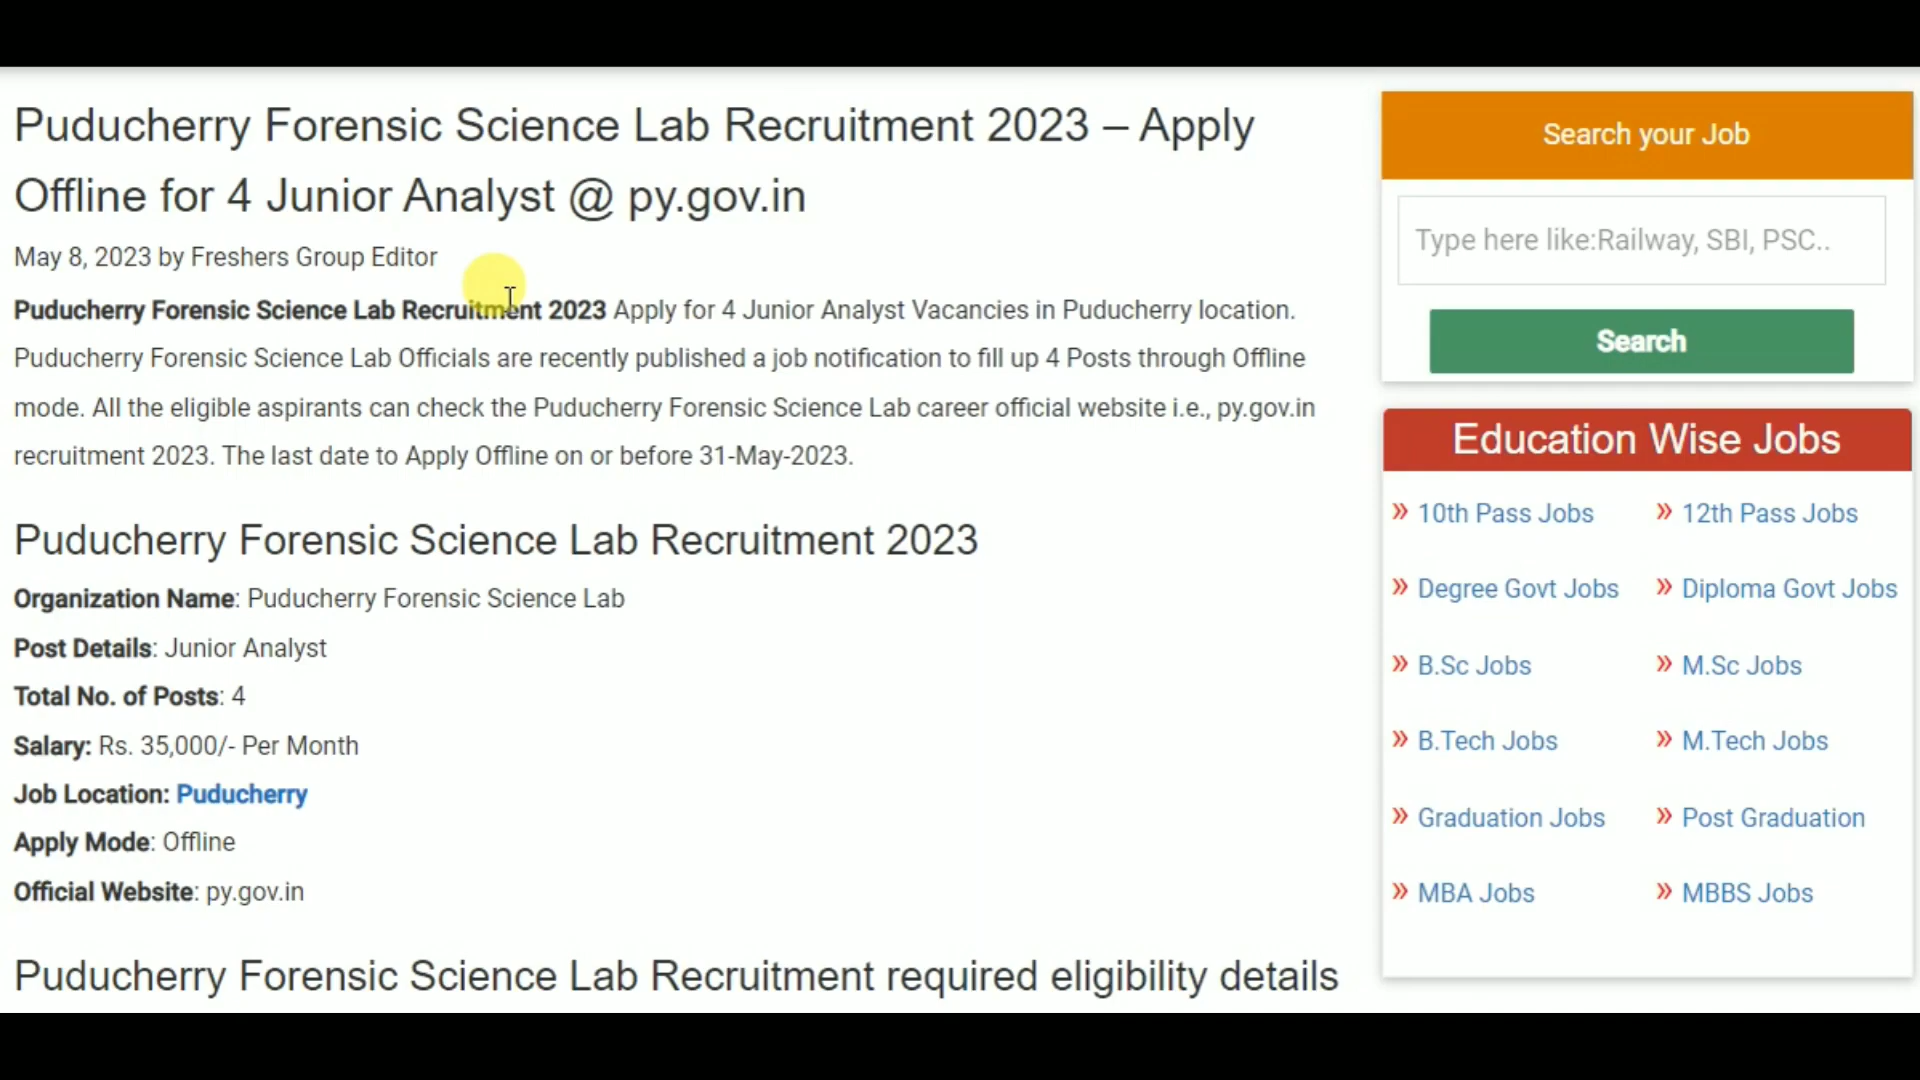 Puducherry Forensic Science Lab Recruitment 2023 – Apply
Offline for 4 Junior Analyst @ py.gov.in
May 8, 2023 by Freshers Group Editor
Puducherry Forensic Science Lab Recruitment 2023 Apply for 4 Junior Analyst Vacancies in Puducherry location.
Puducherry Forensic Science Lab Officials are recently published a job notification to fill up 4 Posts through Offline
mode. All the eligible aspirants can check the Puducherry Forensic Science Lab career official website i.e., py.gov.in
recruitment 2023. The last date to Apply Offline on or before 31-May-2023.
Puducherry Forensic Science Lab Recruitment 2023
Organization Name: Puducherry Forensic Science Lab
Post Details: Junior Analyst
Total No. of Posts: 4
Salary: Rs. 35,000/- Per Month
Job Location: Puducherry
Apply Mode: Offline
Official Website: py.gov.in
Puducherry Forensic Science Lab Recruitment required eligibility details
Search your Job
Type here like:Railway, SBI, PSC..
Search
Education Wise Jobs
» 10th Pass Jobs » 12th Pass Jobs
» Degree Govt Jobs » Diploma Govt Jobs
» B.Sc Jobs » M.Sc Jobs
» B.Tech Jobs » M.Tech Jobs
» Graduation Jobs » Post Graduation
» MBA Jobs » MBBS Jobs